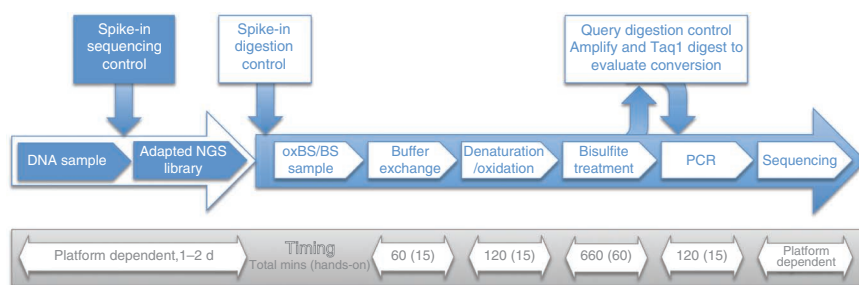 Spike-in
sequencing
control
Spike-in
digestion
control
Query digestion control
Amplify and Taq1 digest to
evaluate conversion
DNA sample
Adapted NGS
library
oxBS/BS
sample
Buffer
exchange
Denaturation
/oxidation
Bisulfite
treatment
PCR
Sequencing
Platform dependent,1–2 d
Timing
Total mins (hands-on)
60 (15)
120 (15)
660 (60)
120 (15)
Platform
dependent